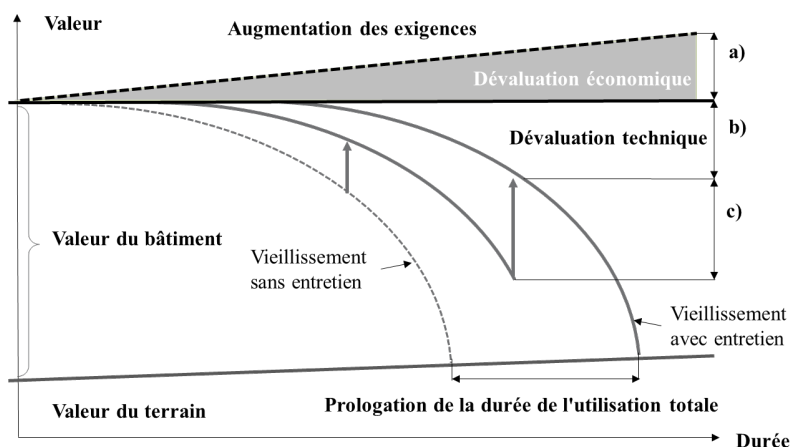 Valeur
Augmentation des exigences
a)
Dévaluation économique
b)
Dévaluation technique
c)
Valeur du bâtiment
Vieillissement
sans entretien
Vieillissement
avec entretien
Valeur du terrain
Prologation de la durée de l'utilisation totale
Durée